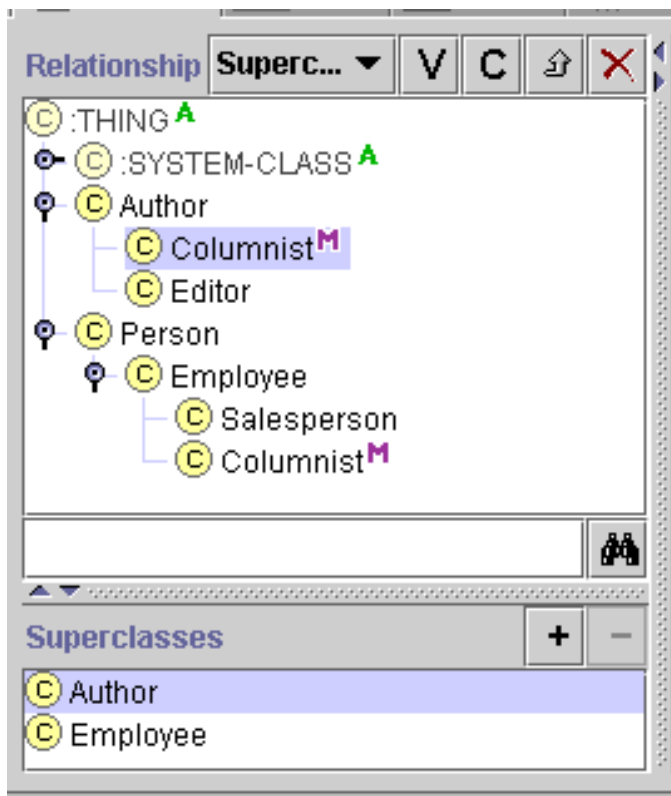 Relationship Superc... V C
C :THING A
C :SYSTEM-CLASS A
C Author
C Columnist M
C Editor
C Person
C Employee
C Salesperson
C Columnist M
Superclasses + −
C Author
C Employee